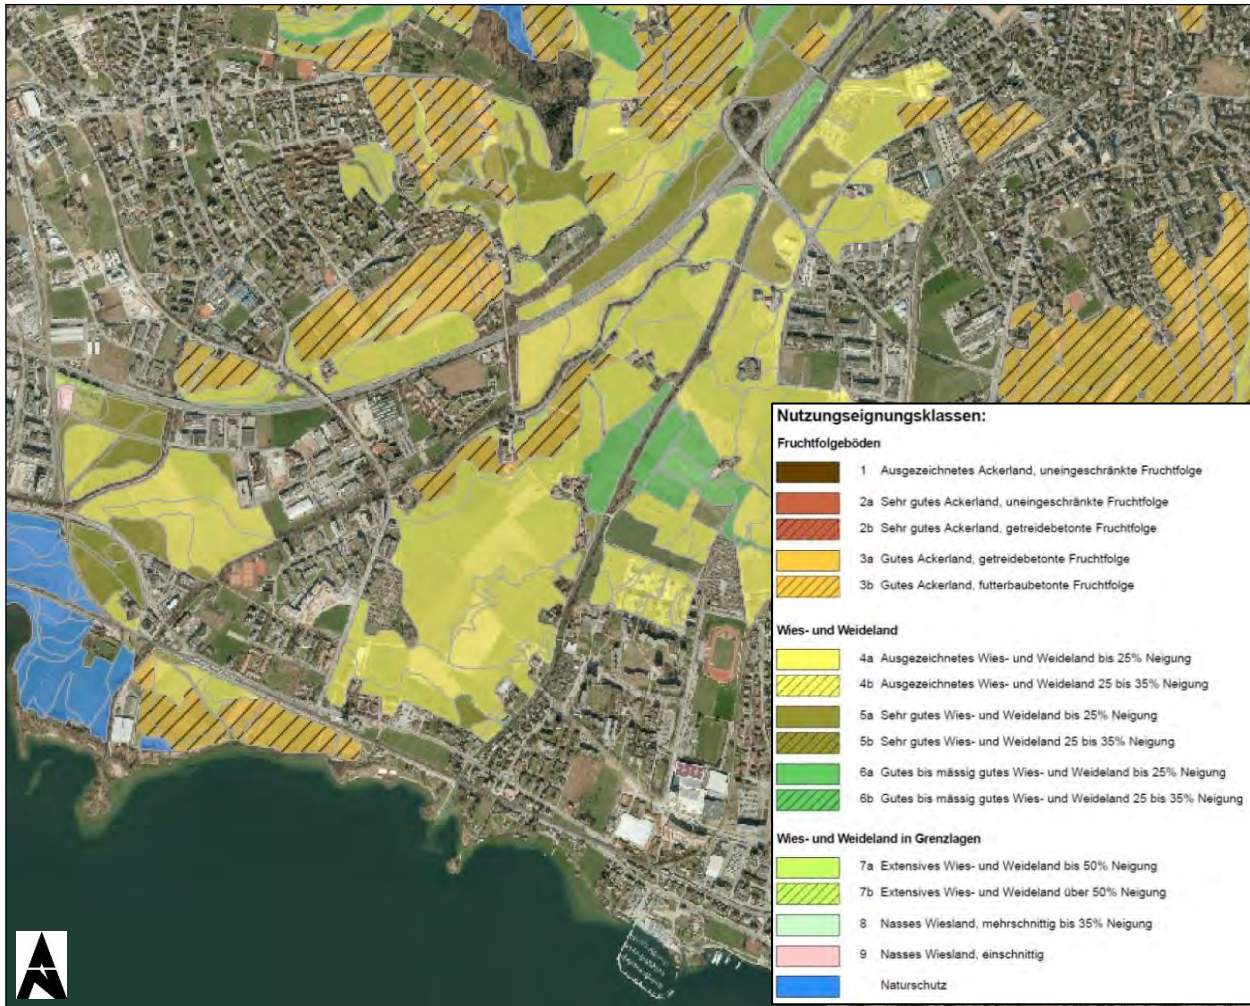 Nutzungseignungsklassen:
Fruchtfolgeböden
1 Ausgezeichnetes Ackerland, uneingeschränkte Fruchtfolge
2a Sehr gutes Ackerland, uneingeschränkte Fruchtfolge
2b Sehr gutes Ackerland, getreidebetonte Fruchtfolge
3a Gutes Ackerland, getreidebetonte Fruchtfolge
3b Gutes Ackerland, futterbaubetonte Fruchtfolge
Wies- und Weideland
4a Ausgezeichnetes Wies- und Weideland bis 25% Neigung
4b Ausgezeichnetes Wies- und Weideland 25 bis 35% Neigung
5a Sehr gutes Wies- und Weideland bis 25% Neigung
5b Sehr gutes Wies- und Weideland 25 bis 35% Neigung
6a Gutes bis mässig gutes Wies- und Weideland bis 25% Neigung
6b Gutes bis mässig gutes Wies- und Weideland 25 bis 35% Neigung
Wies- und Weideland in Grenzlagen
7a Extensives Wies- und Weideland bis 50% Neigung
7b Extensives Wies- und Weideland über 50% Neigung
8 Nasses Wiesland, mehrschnittig bis 35% Neigung
9 Nasses Wiesland, einschnittig
Naturschutz